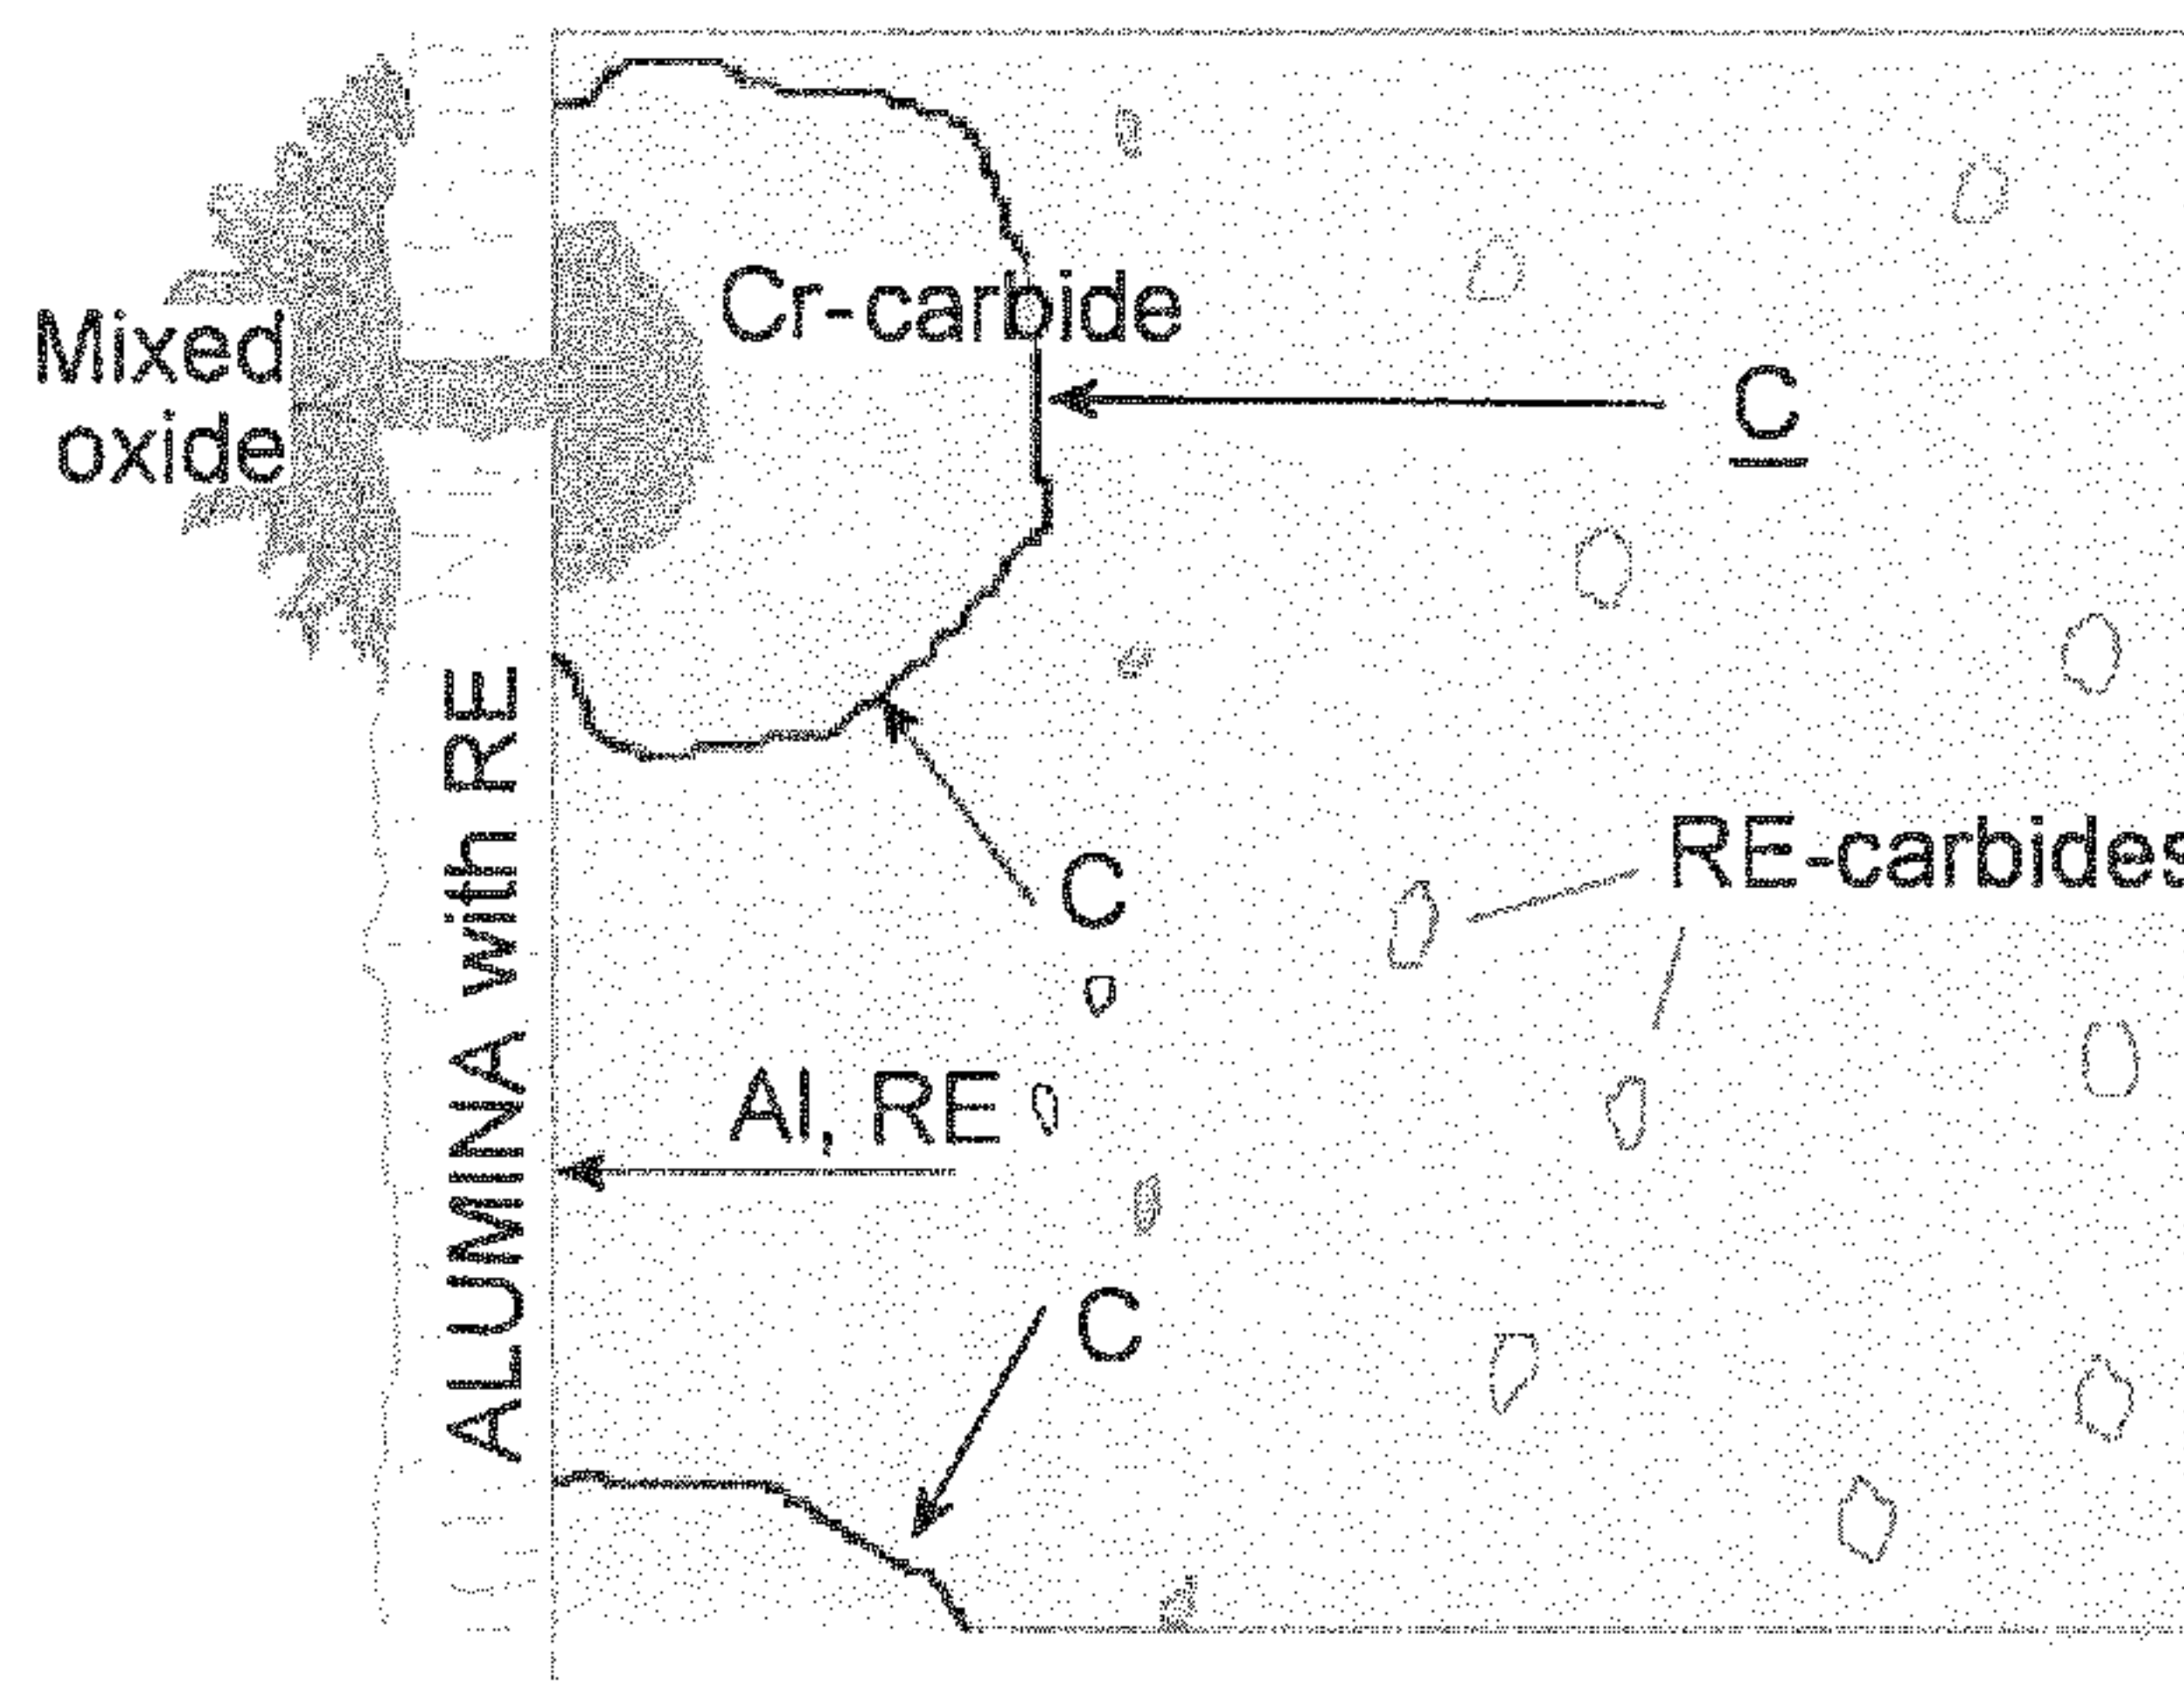 Cr-carbide
Mixed
oxide
C
C
RE-carbides
ALUMINA with RE
Al, RE
C